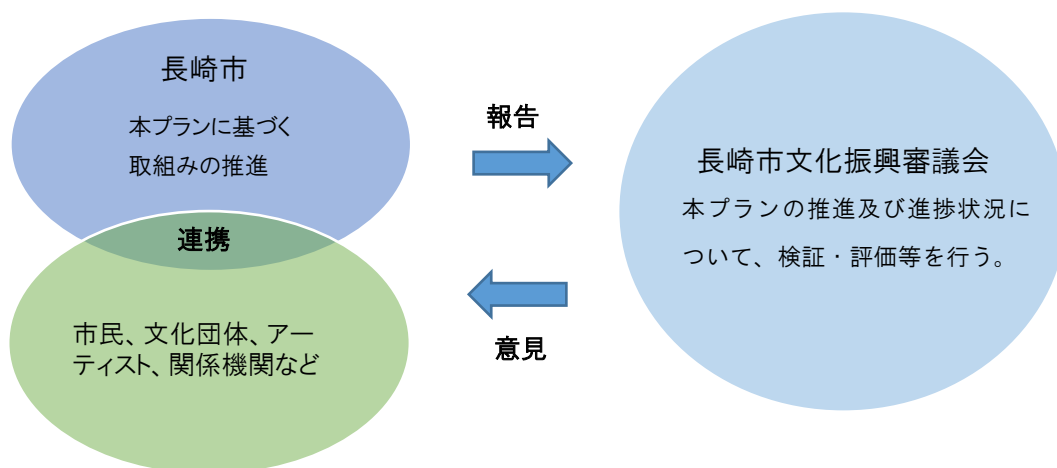 長崎市
本プランに基づく
取組みの推進
連携
市民、文化団体、アー
ティスト、関係機関など
報告
意見
長崎市文化振興審議会
本プランの推進及び進捗状況に
ついて、検証・評価等を行う。